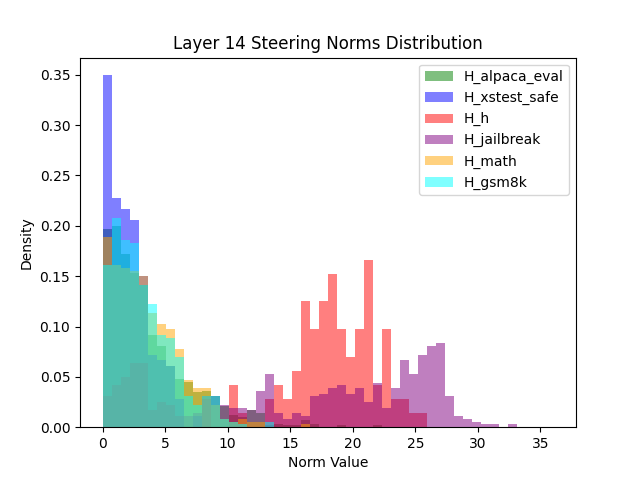 Layer 14 Steering Norms Distribution
H_alpaca_eval
H_xstest_safe
H_h
H_jailbreak
H_math
H_gsm8k
Density
0.35
0.30
0.25
0.20
0.15
0.10
0.05
0.00
0 5 10 15 20 25 30 35
Norm Value